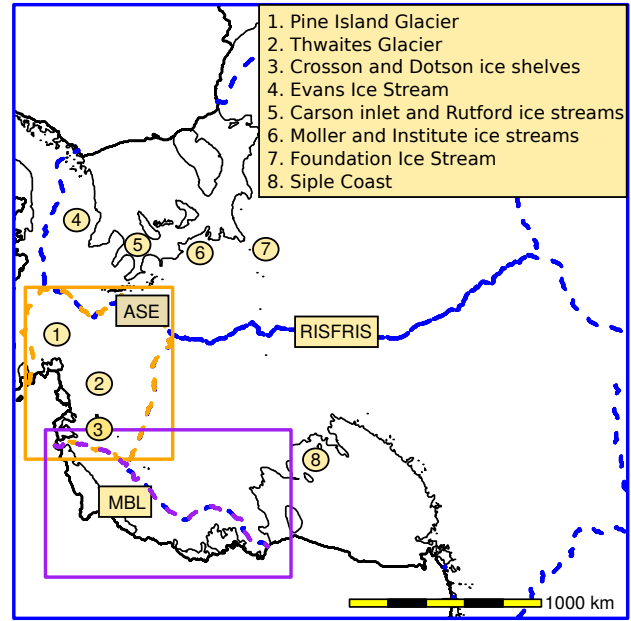 1. Pine Island Glacier
2. Thwaites Glacier
3. Crosson and Dotson ice shelves
4. Evans Ice Stream
5. Carson inlet and Rutford ice streams
6. Moller and Institute ice streams
7. Foundation Ice Stream
8. Siple Coast
4
5
6
7
ASE
1
RISFRIS
2
3
8
MBL
1000 km